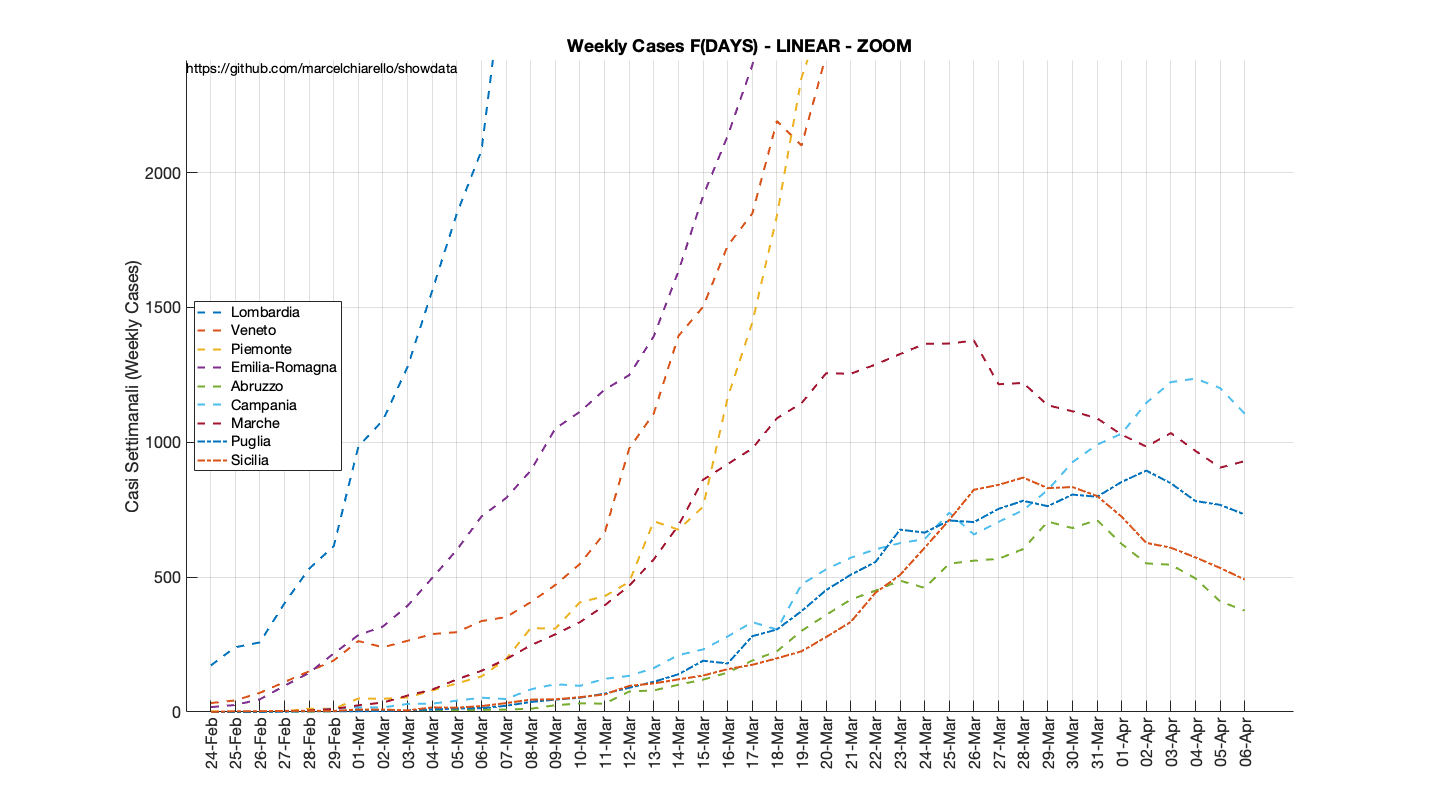 Weekly Cases F(DAYS) - LINEAR - ZOOM
https://github.com/marcelchiarello/showdata
Casi Settimanali (Weekly Cases)
2000
1500
1000
500
0
Lombardia
Veneto
Piemonte
Emilia-Romagna
Abruzzo
Campania
Marche
Puglia
Sicilia
24-Feb
25-Feb
26-Feb
27-Feb
28-Feb
29-Feb
01-Mar
02-Mar
03-Mar
04-Mar
05-Mar
06-Mar
07-Mar
08-Mar
09-Mar
10-Mar
11-Mar
12-Mar
13-Mar
14-Mar
15-Mar
16-Mar
17-Mar
18-Mar
19-Mar
20-Mar
21-Mar
22-Mar
23-Mar
24-Mar
25-Mar
26-Mar
27-Mar
28-Mar
29-Mar
30-Mar
31-Mar
01-Apr
02-Apr
03-Apr
04-Apr
05-Apr
06-Apr